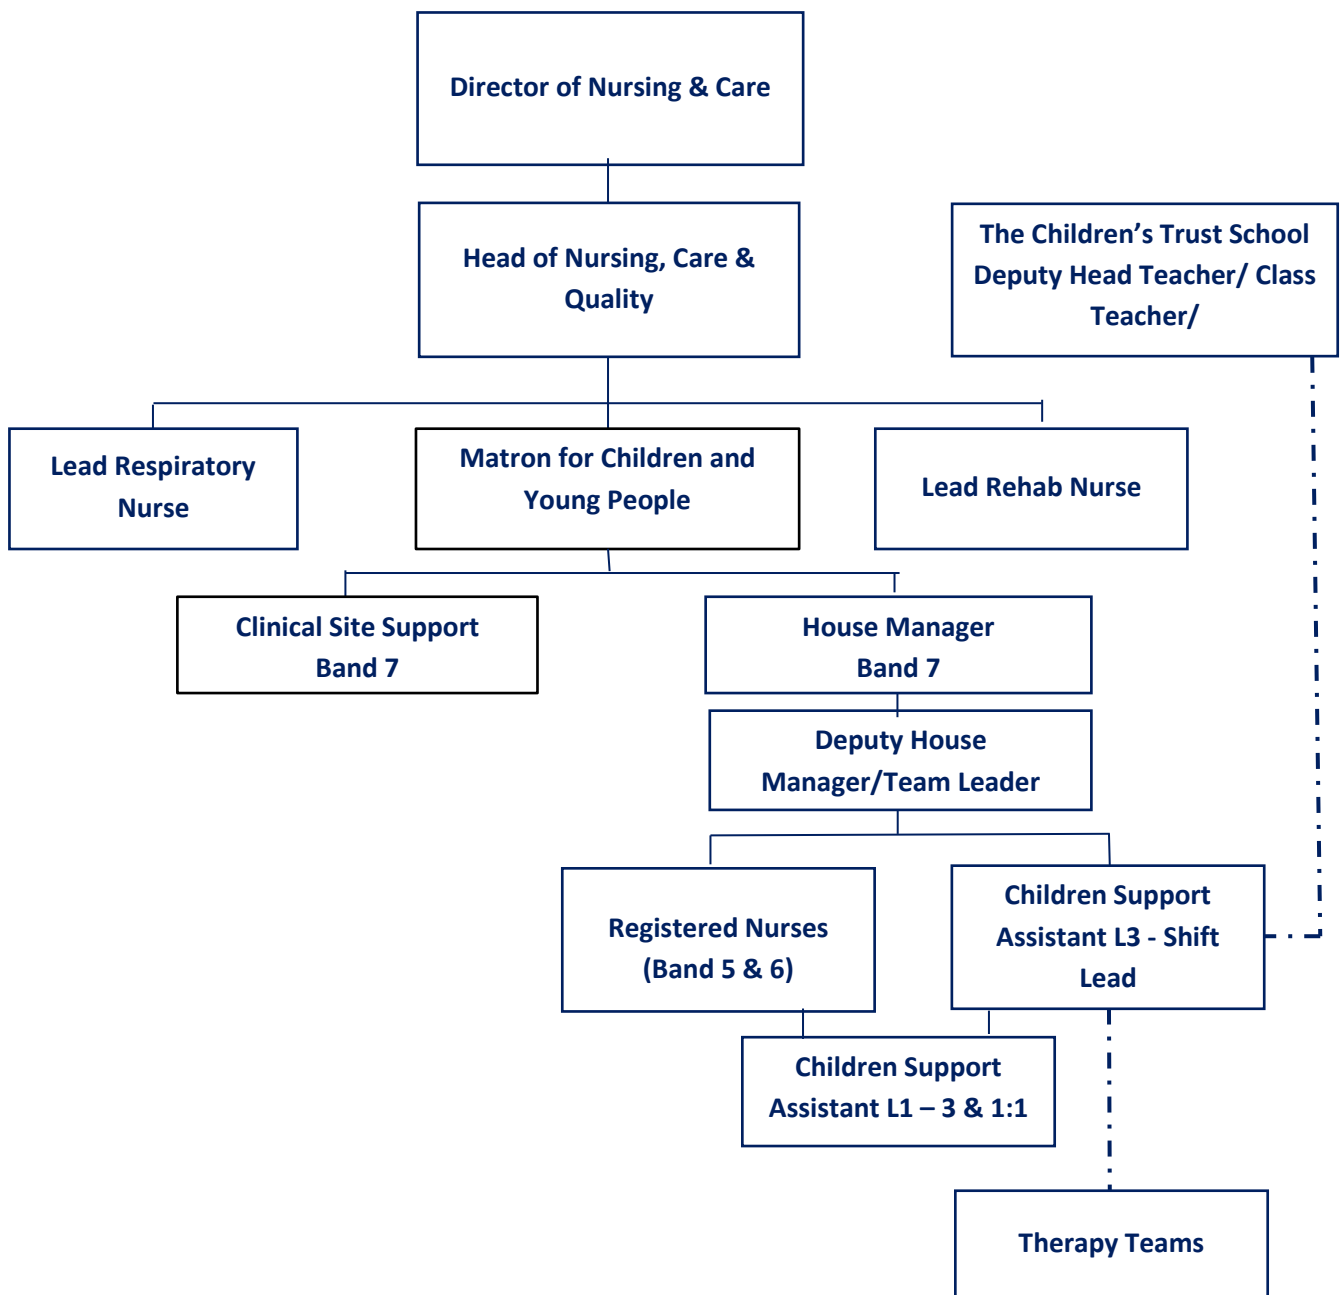 Director of Nursing & Care
Head of Nursing, Care &
Quality
The Children’s Trust School
Deputy Head Teacher/ Class
Teacher/
Lead Respiratory
Nurse
Matron for Children and
Young People
Lead Rehab Nurse
Clinical Site Support
Band 7
House Manager
Band 7
Deputy House
Manager/Team Leader
Registered Nurses
(Band 5 & 6)
Children Support
Assistant L3 - Shift
Lead
Children Support
Assistant L1 – 3 & 1:1
Therapy Teams